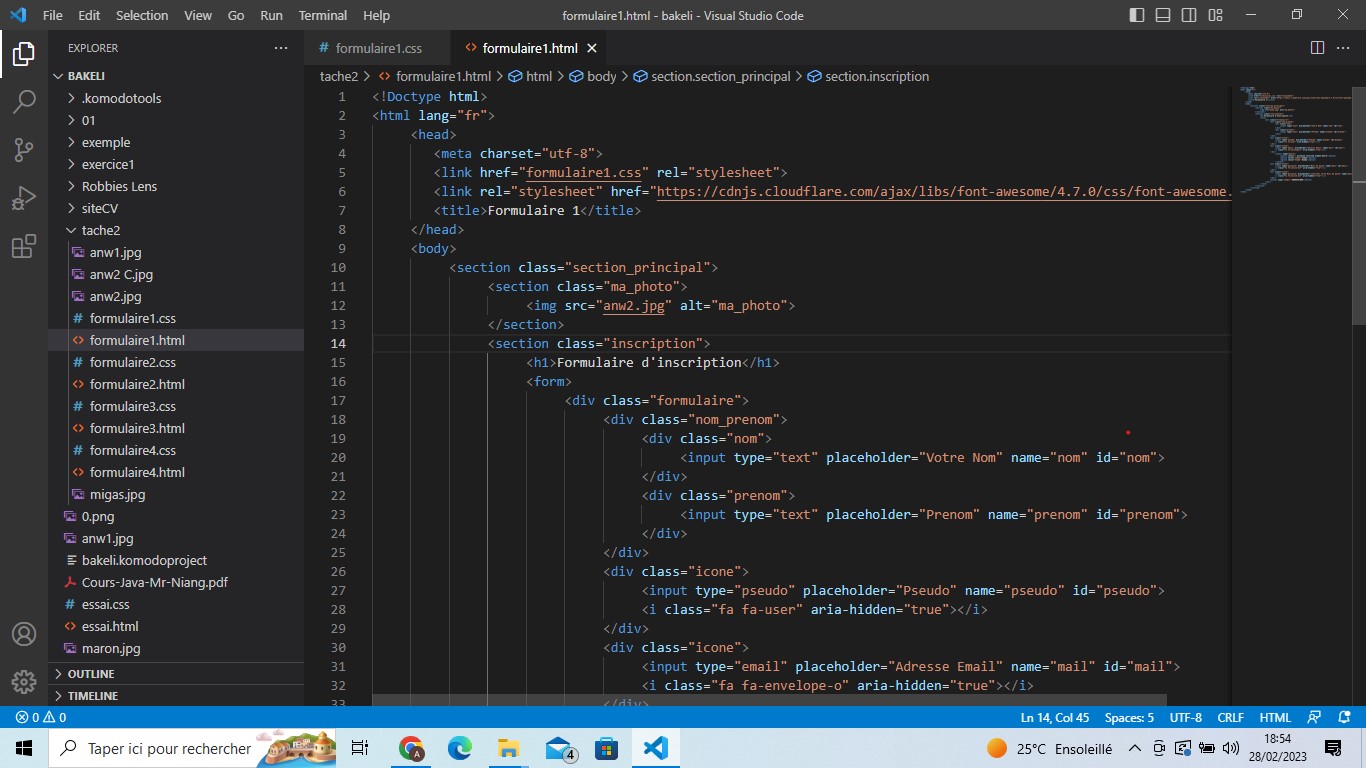 File Edit Selection View Go Run Terminal Help formulaire1.html - bakeli - Visual Studio Code
EXPLORER
BAKELI
.komodotools
01
exemple
exercice1
Robbies Lens
siteCV
tache2
anw1.jpg
anw2 C.jpg
anw2.jpg
formulaire1.css
formulaire1.html
formulaire2.css
formulaire2.html
formulaire3.css
formulaire3.html
formulaire4.css
formulaire4.html
migas.jpg
0.png
anw1.jpg
bakeli.komodoproject
Cours-Java-Mr-Niang.pdf
essai.css
essai.html
maron.jpg
OUTLINE
TIMELINE
# formulaire1.css <> formulaire1.html
tache2 > <> formulaire1.html > html > body > section.section_principal > section.inscription
1 <!Doctype html>
2 <html lang="fr">
3 <head>
4 <meta charset="utf-8">
5 <link href="formulaire1.css" rel="stylesheet">
6 <link rel="stylesheet" href="https://cdnjs.cloudflare.com/ajax/libs/font-awesome/4.7.0/css/font-awesome.
7 <title>Formulaire 1</title>
8 </head>
9 <body>
10 <section class="section_principal">
11 <section class="ma_photo">
12 <img src="anw2.jpg" alt="ma_photo">
13 </section>
14 <section class="inscription">
15 <h1>Formulaire d'inscription</h1>
16 <form>
17 <div class="formulaire">
18 <div class="nom_prenom">
19 <div class="nom">
20 <input type="text" placeholder="Votre Nom" name="nom" id="nom">
21 </div>
22 <div class="prenom">
23 <input type="text" placeholder="Prenom" name="prenom" id="prenom">
24 </div>
25 </div>
26 <div class="icone">
27 <input type="pseudo" placeholder="Pseudo" name="pseudo" id="pseudo">
28 <i class="fa fa-user" aria-hidden="true"></i>
29 </div>
30 <div class="icone">
31 <input type="email" placeholder="Adresse Email" name="mail" id="mail">
32 <i class="fa fa-envelope-o" aria-hidden="true"></i>
33 </div>
0 0 Ln 14, Col 45 Spaces: 5 UTF-8 CRLF HTML
Taper ici pour rechercher
A
4
25°C Ensoleillé
18:54
28/02/2023